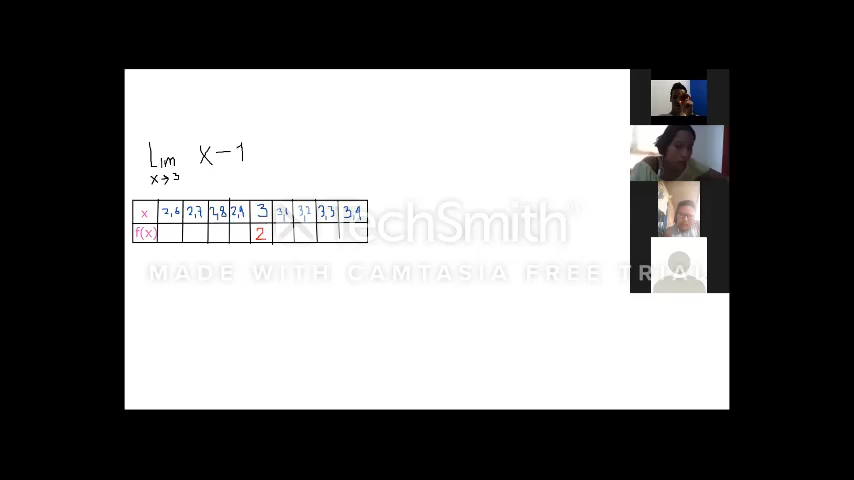 Lim x - 1
x → 3
x 2,6 2,7 2,8 2,9 3 3,1 3,2 3,3 3,4
f(x) 2
TechSmith®
MADE WITH CAMTASIA FREE TRIAL